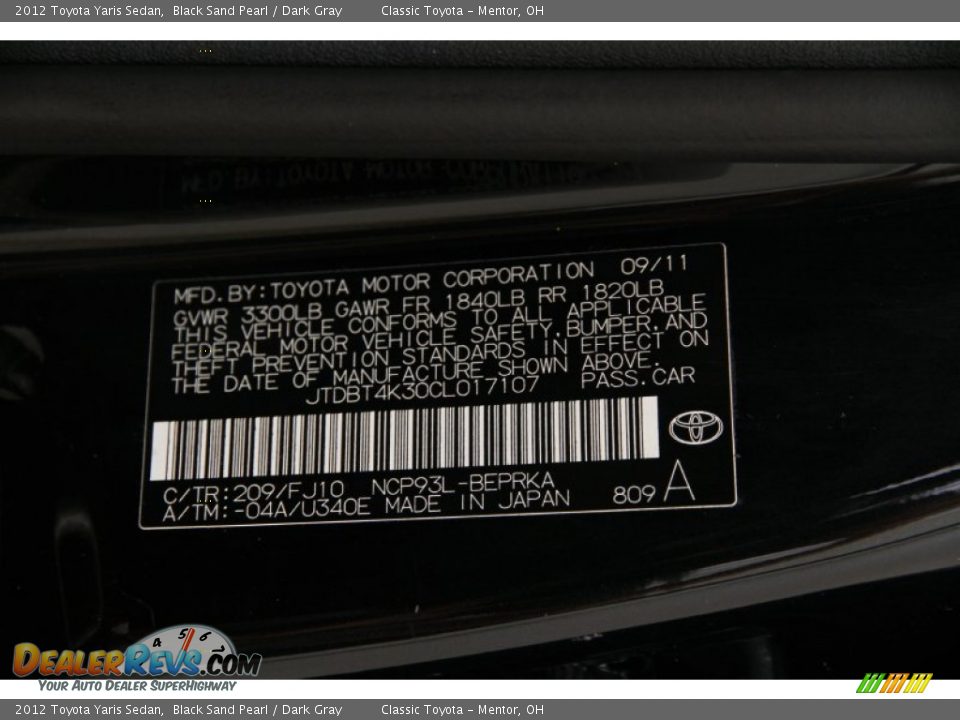 2012 Toyota Yaris Sedan, Black Sand Pearl / Dark Gray Classic Toyota - Mentor, OH
MFD.BY:TOYOTA MOTOR CORPORATION 09/11
GVWR 3300LB GAWR FR 1840LB RR 1820LB
THIS VEHICLE CONFORMS TO ALL APPLICABLE
FEDERAL MOTOR VEHICLE SAFETY,BUMPER,AND
THEFT PREVENTION STANDARDS IN EFFECT ON
THE DATE OF MANUFACTURE SHOWN ABOVE.
JTDBT4K30CL017107 PASS.CAR
C/TR:209/FJ10 NCP93L-BEPRKA
A/TM:-04A/U340E MADE IN JAPAN 809 A
4 5 6
DEALERREVS.COM
YOUR AUTO DEALER SUPERHIGHWAY
2012 Toyota Yaris Sedan, Black Sand Pearl / Dark Gray Classic Toyota - Mentor, OH